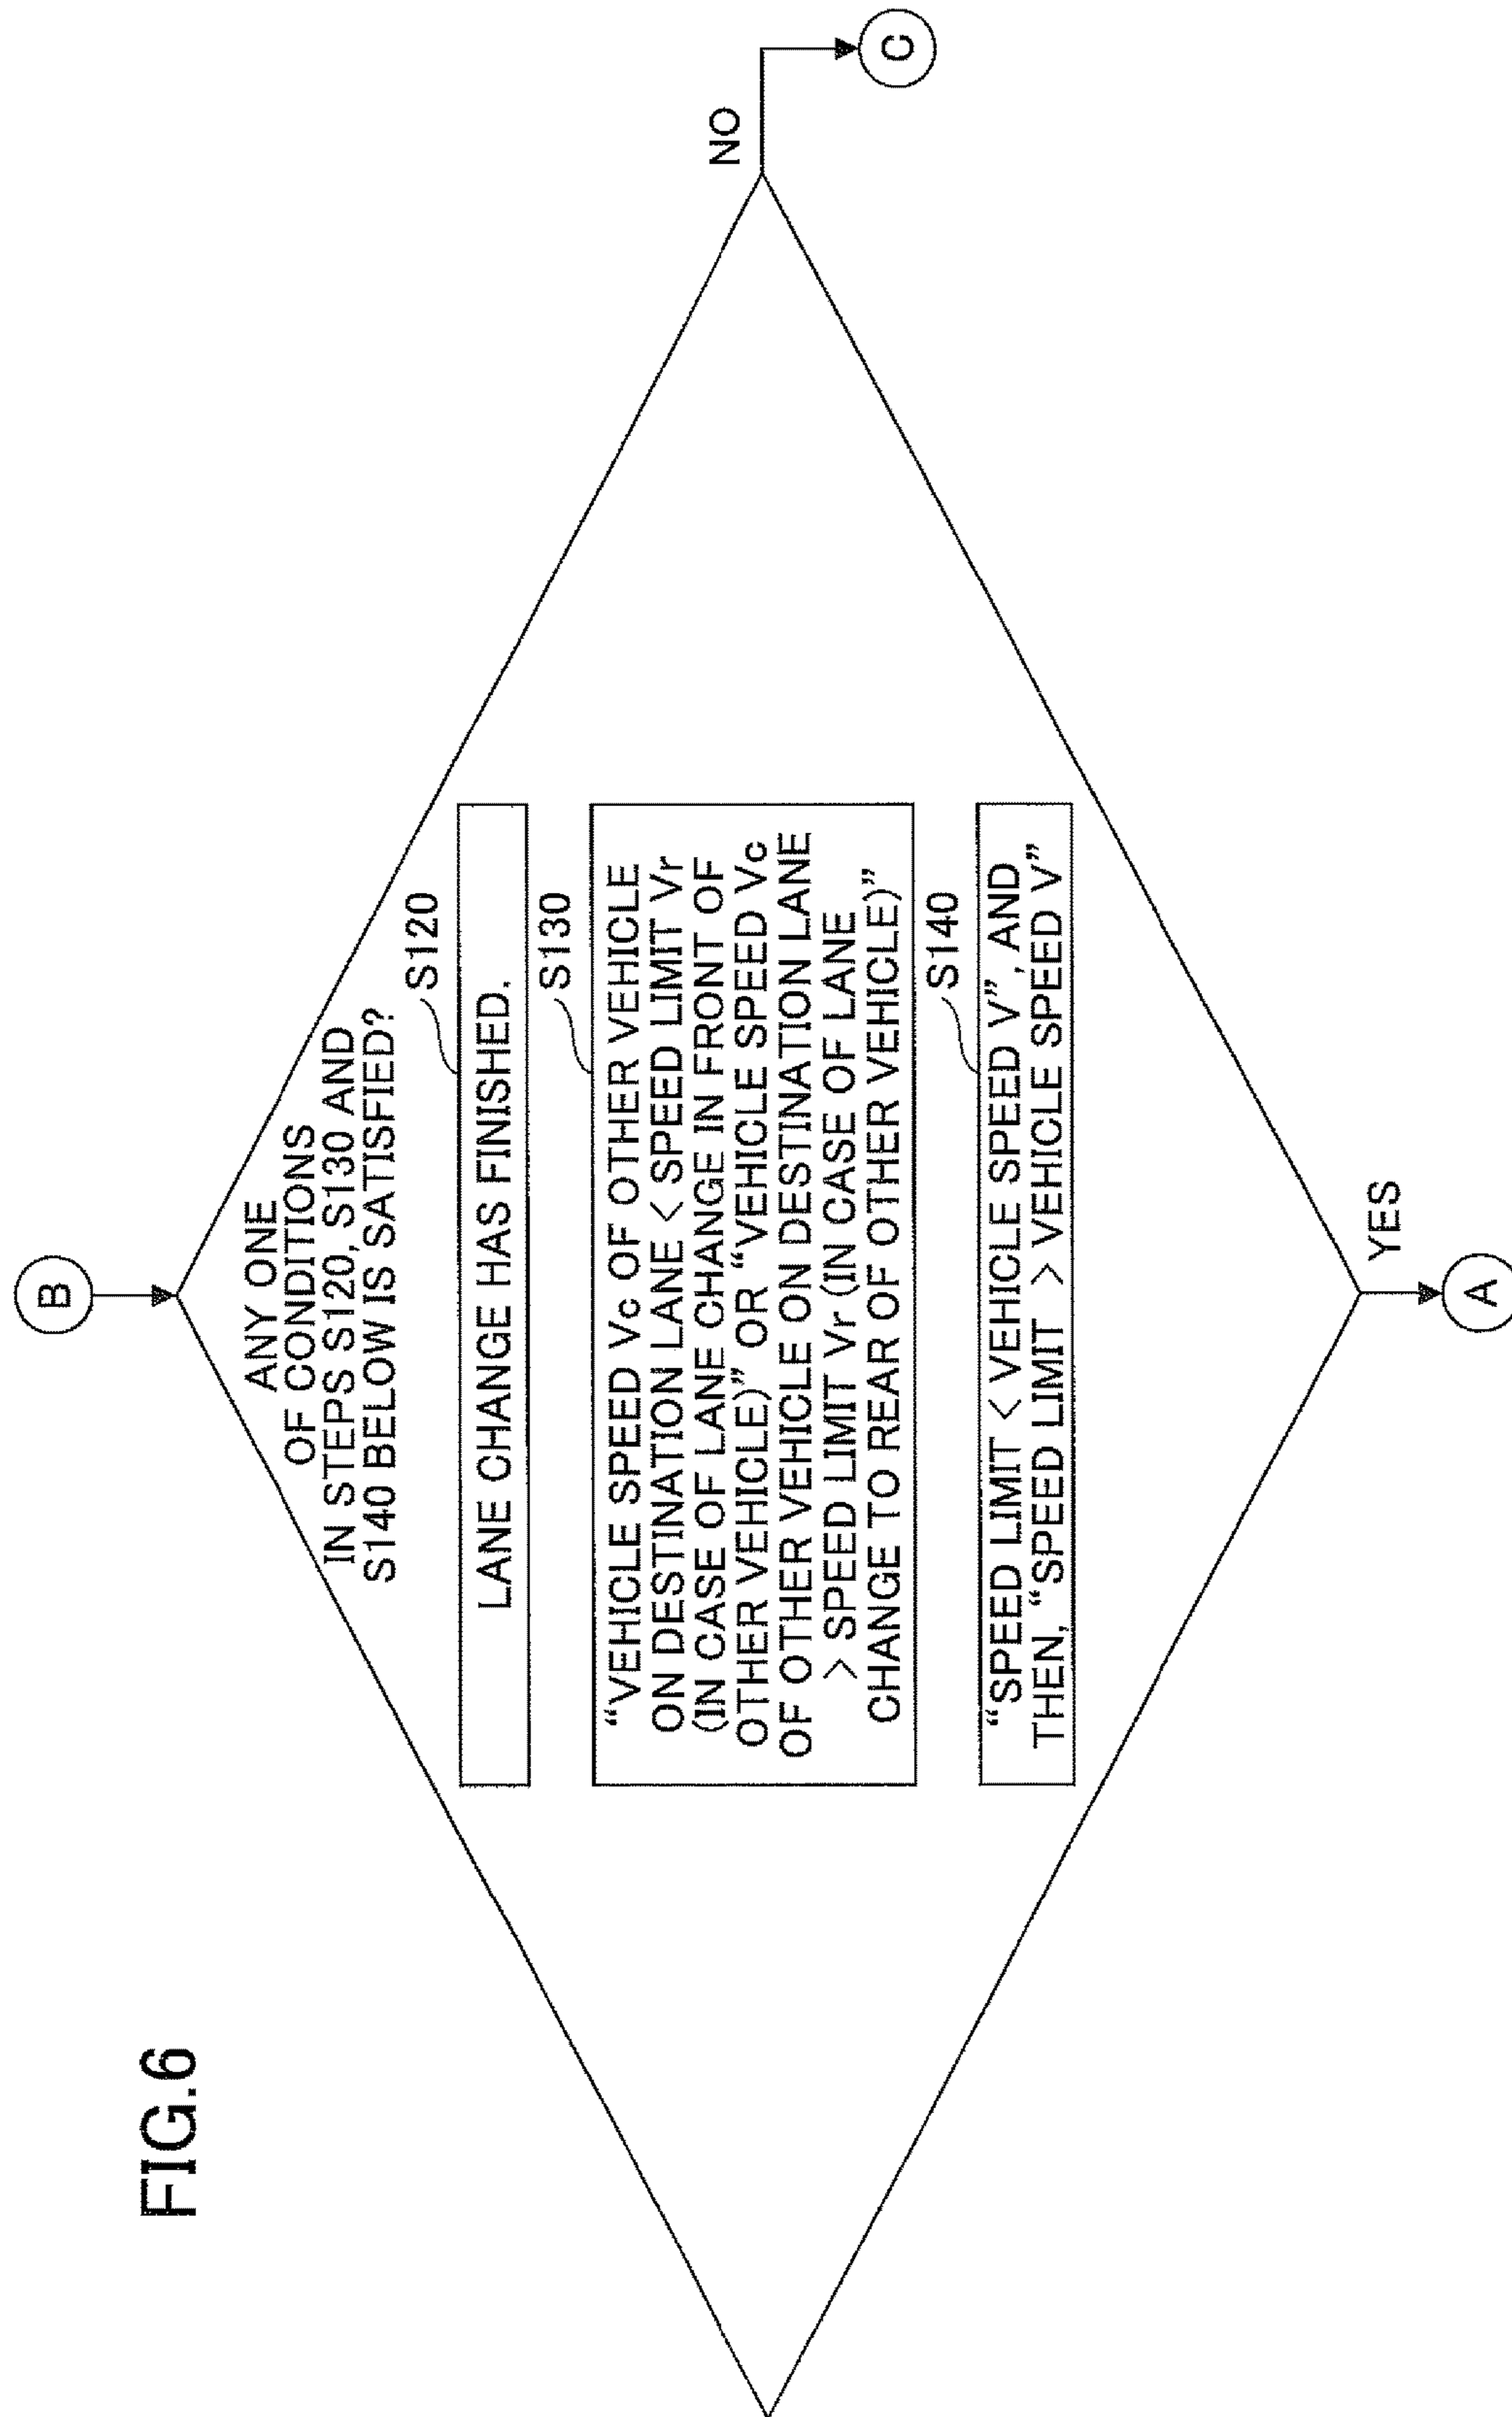 FIG.6
B
ANY ONE
OF CONDITIONS
IN STEPS S120, S130 AND
S140 BELOW IS SATISFIED?
S120
LANE CHANGE HAS FINISHED.
S130
“VEHICLE SPEED Vc OF OTHER VEHICLE
ON DESTINATION LANE < SPEED LIMIT Vr
(IN CASE OF LANE CHANGE IN FRONT OF
OTHER VEHICLE)” OR “VEHICLE SPEED Vc
OF OTHER VEHICLE ON DESTINATION LANE
> SPEED LIMIT Vr (IN CASE OF LANE
CHANGE TO REAR OF OTHER VEHICLE)”
S140
“SPEED LIMIT < VEHICLE SPEED V”, AND
THEN, “SPEED LIMIT > VEHICLE SPEED V”
NO
C
YES
A